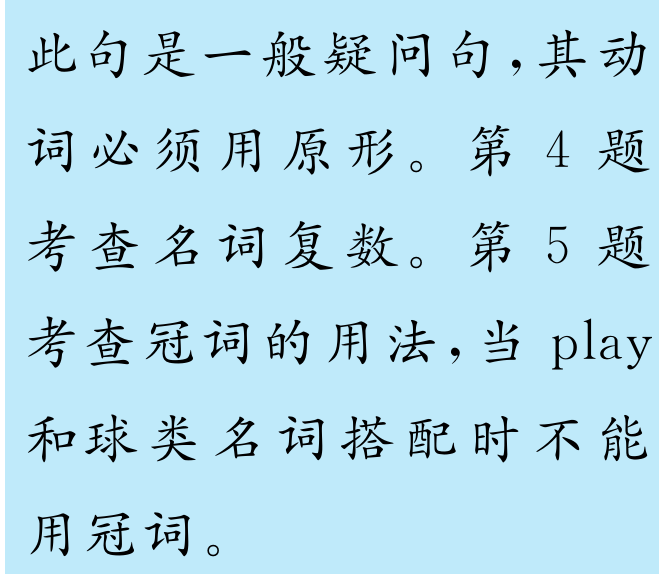 此句是一般疑问句,其动
词必须用原形。第 4 题
考查名词复数。第 5 题
考查冠词的用法,当 play
和球类名词搭配时不能
用冠词。